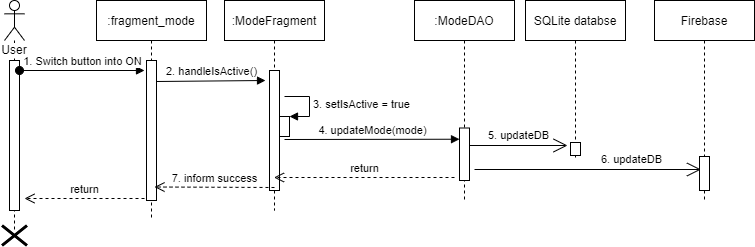 :fragment_mode
:ModeFragment
:ModeDAO
SQLite databse
Firebase
User
1. Switch button into ON
2. handleIsActive()
3. setIsActive = true
4. updateMode(mode)
5. updateDB
6. updateDB
return
7. inform success
return